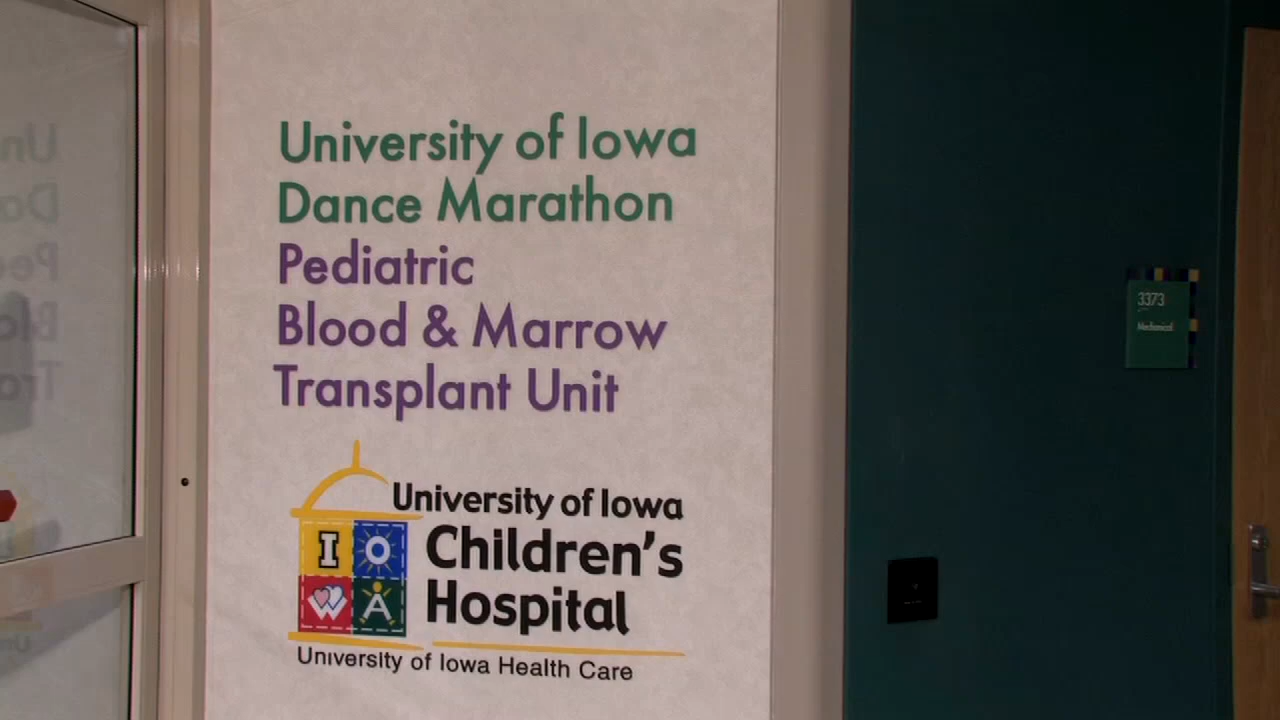 University of Iowa
Dance Marathon
Pediatric
Blood & Marrow
Transplant Unit
University of Iowa
Children's
Hospital
I O
W A
University of Iowa Health Care
3373
Mechanical